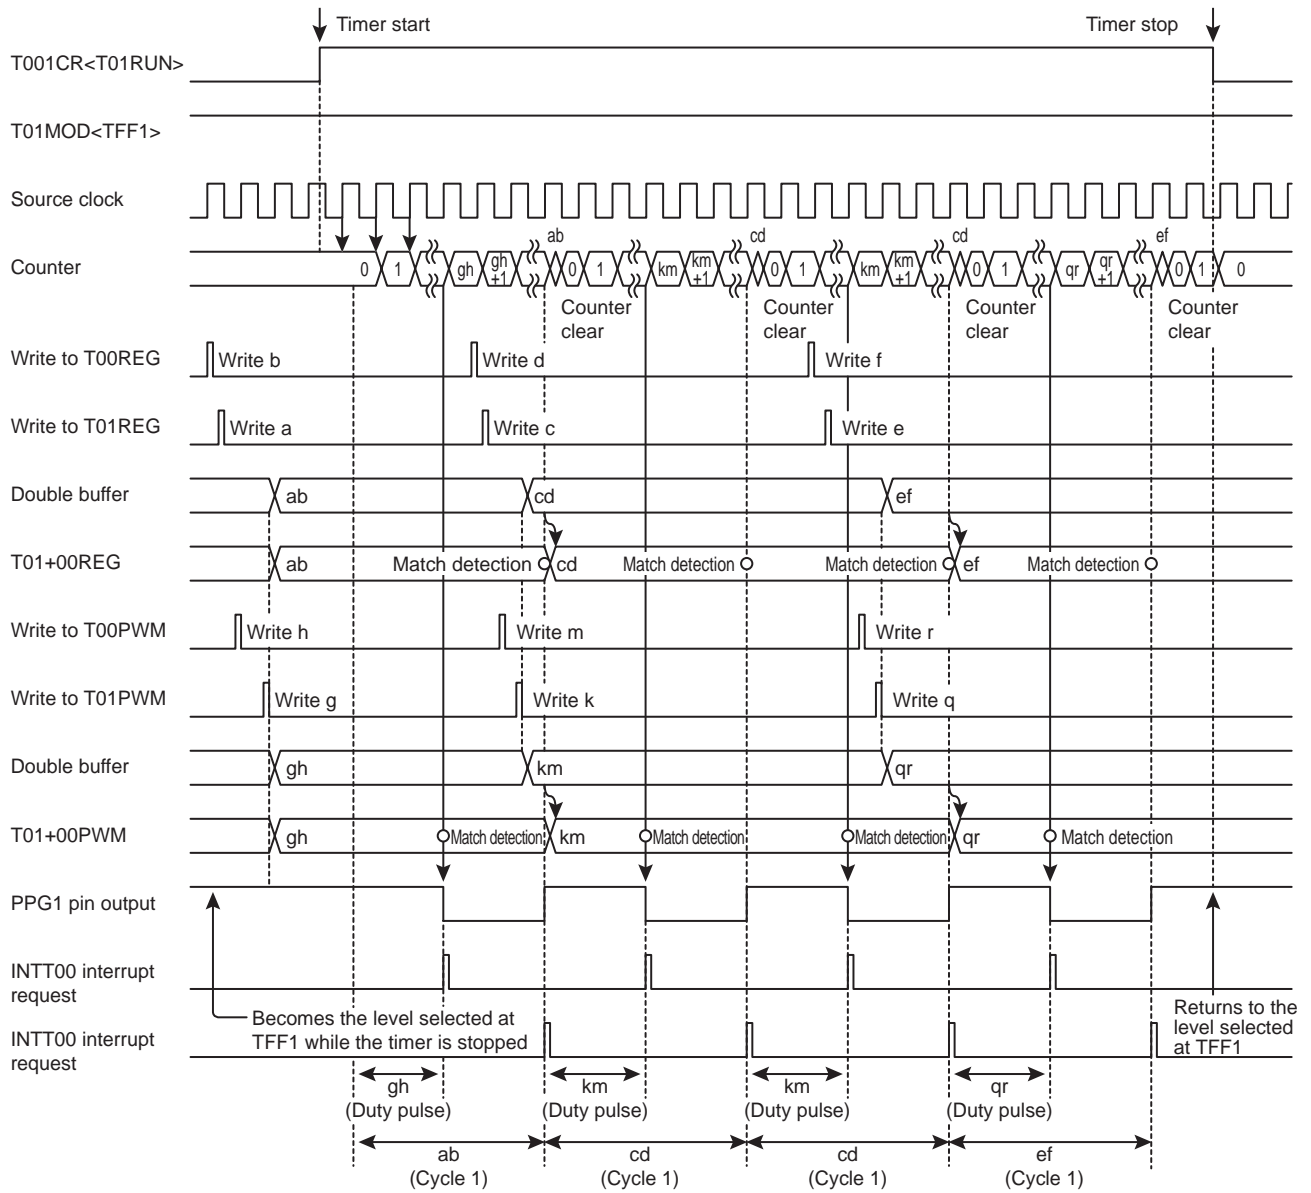 Timer start
Timer stop
T001CR<T01RUN>
T01MOD<TFF1>
Source clock
ab cd cd ef
Counter 0 1 gh gh +1 0 1 km km +1 0 1 km km +1 0 1 qr qr +1 0 1 0
Counter clear
Counter clear
Counter clear
Counter clear
Write to T00REG Write b Write d Write f
Write to T01REG Write a Write c Write e
Double buffer ab cd ef
T01+00REG ab Match detection cd Match detection Match detection ef Match detection
Write to T00PWM Write h Write m Write r
Write to T01PWM Write g Write k Write q
Double buffer gh km qr
T01+00PWM gh Match detection km Match detection Match detection qr Match detection
PPG1 pin output
INTT00 interrupt
request
Becomes the level selected at
TFF1 while the timer is stopped
Returns to the
level selected
at TFF1
INTT00 interrupt
request
gh km km qr
(Duty pulse) (Duty pulse) (Duty pulse) (Duty pulse)
ab cd cd ef
(Cycle 1) (Cycle 1) (Cycle 1) (Cycle 1)